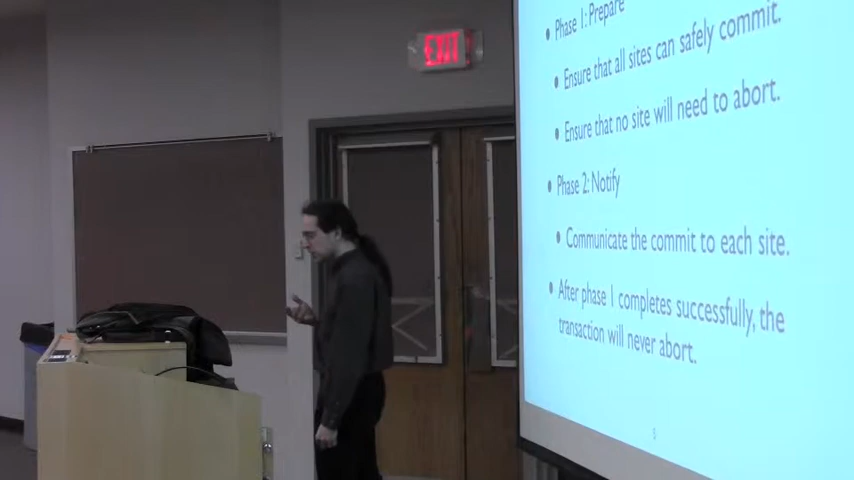 EXIT
Phase 1: Prepare
Ensure that all sites can safely commit.
Ensure that no site will need to abort.
Phase 2: Notify
Communicate the commit to each site.
After phase 1 completes successfully, the
transaction will never abort.
5